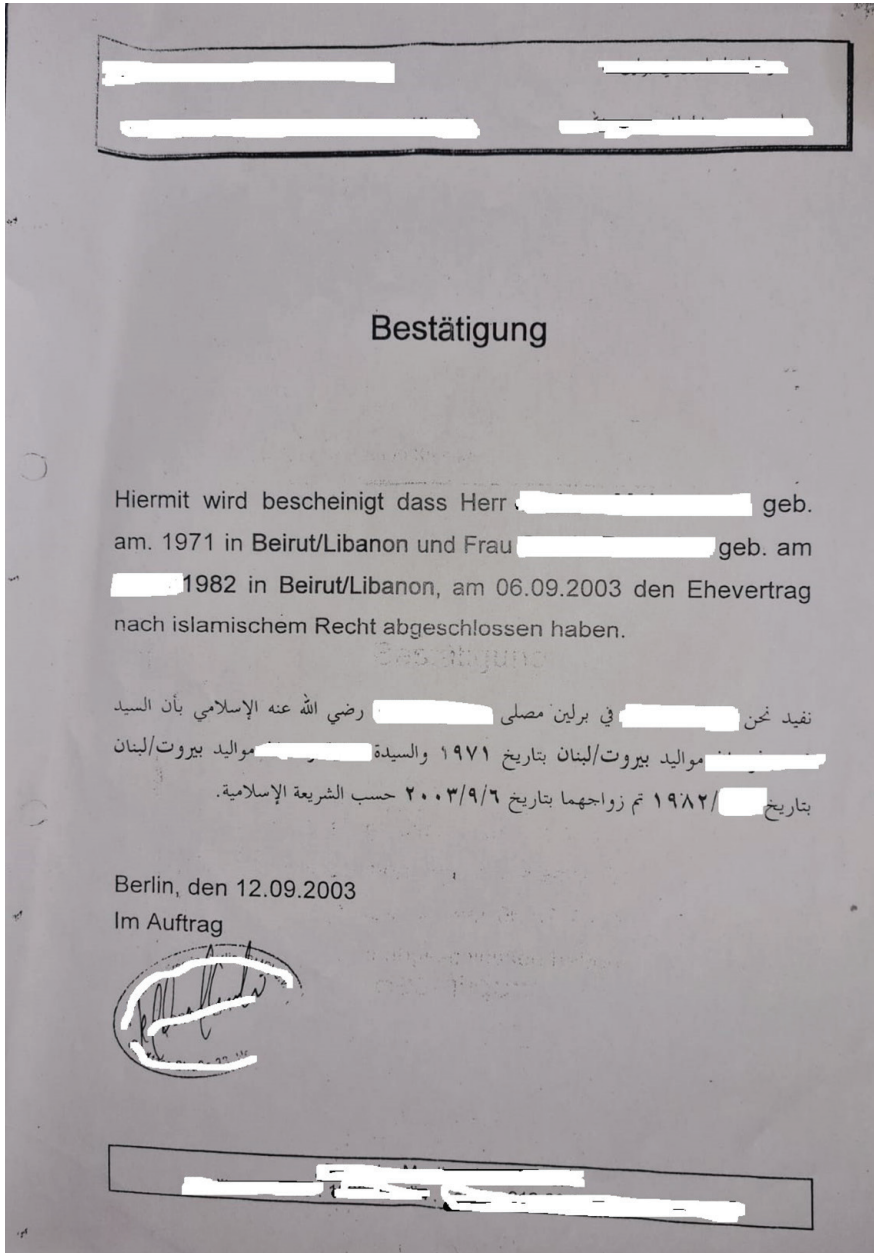 Bestätigung
Hiermit wird bescheinigt dass Herr geb.
am. 1971 in Beirut/Libanon und Frau geb. am
1982 in Beirut/Libanon, am 06.09.2003 den Ehevertrag
nach islamischem Recht abgeschlossen haben.
نفيد نحن في برلين مصلى رضي الله عنه الإسلامي بأن السيد
مواليد بيروت/لبنان بتاريخ ١٩٧١ والسيدة مواليد بيروت/لبنان
بتاريخ /١٩٨٢ تم زواجهما بتاريخ ٢٠٠٣/٩/٦ حسب الشريعة الإسلامية.
Berlin, den 12.09.2003
Im Auftrag